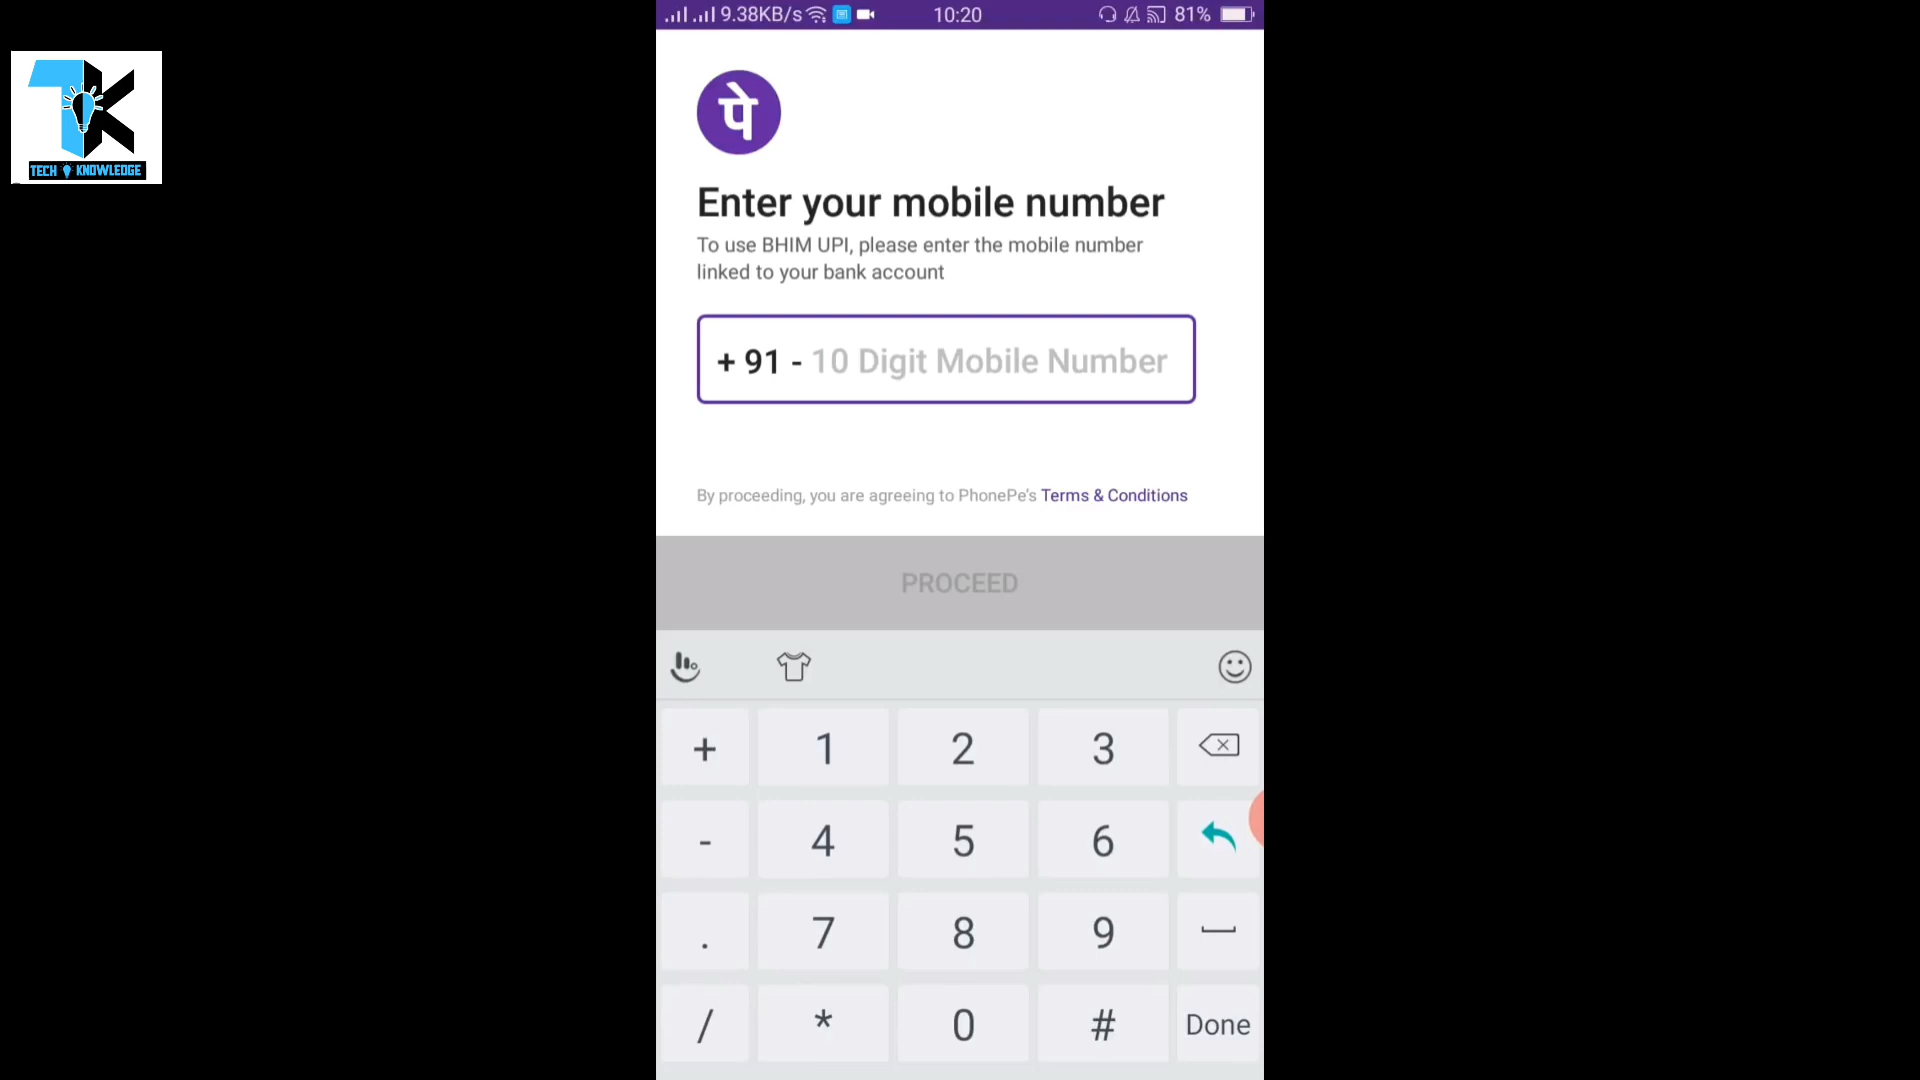 9.38KB/s 10:20 81%
TK
TECH KNOWLEDGE
पे
Enter your mobile number
To use BHIM UPI, please enter the mobile number
linked to your bank account
+ 91 - 10 Digit Mobile Number
By proceeding, you are agreeing to PhonePe's Terms & Conditions
PROCEED
+ 1 2 3
- 4 5 6
. 7 8 9
/ * 0 # Done